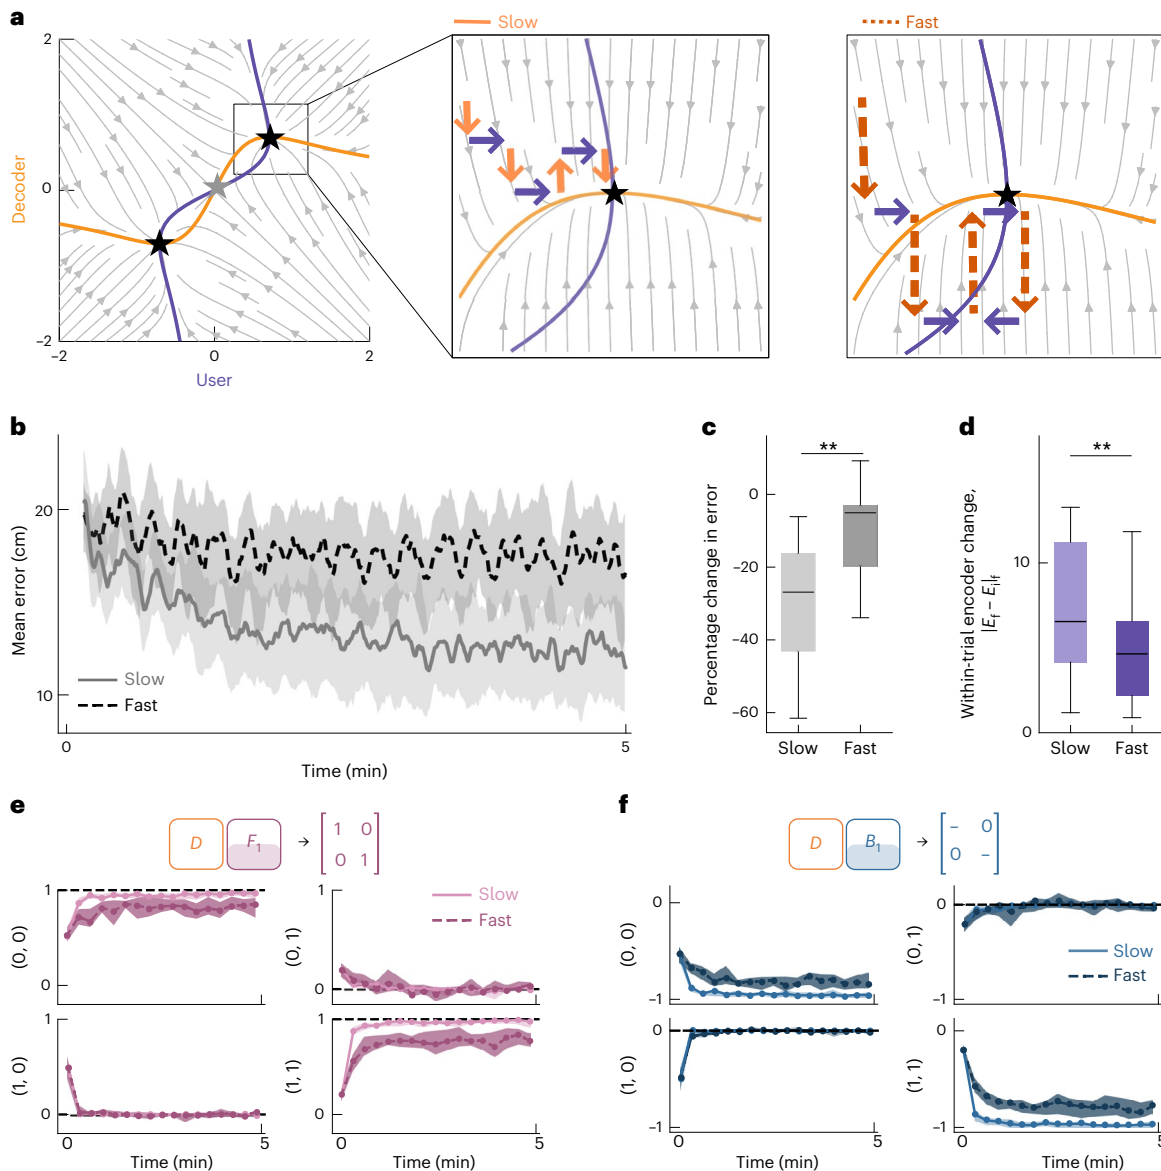 a
Slow
Fast
2
0
−2
Decoder
−2
0
2
User
b
Mean error (cm)
20
10
Slow
Fast
0
5
Time (min)
c
**
Percentage change in error
0
−20
−40
−60
Slow
Fast
d
**
Within-trial encoder change,
|E_f − E_i|_f
10
0
Slow
Fast
e
D
F₁
→
1 0
0 1
Slow
Fast
(0, 0)
1
0
5
(0, 1)
1
0
5
(1, 0)
1
0
0
5
Time (min)
(1, 1)
1
0
0
5
Time (min)
f
D
B₁
→
– 0
0 –
Slow
Fast
(0, 0)
0
−1
5
(0, 1)
0
−1
(1, 0)
0
−1
0
5
Time (min)
(1, 1)
0
−1
0
5
Time (min)